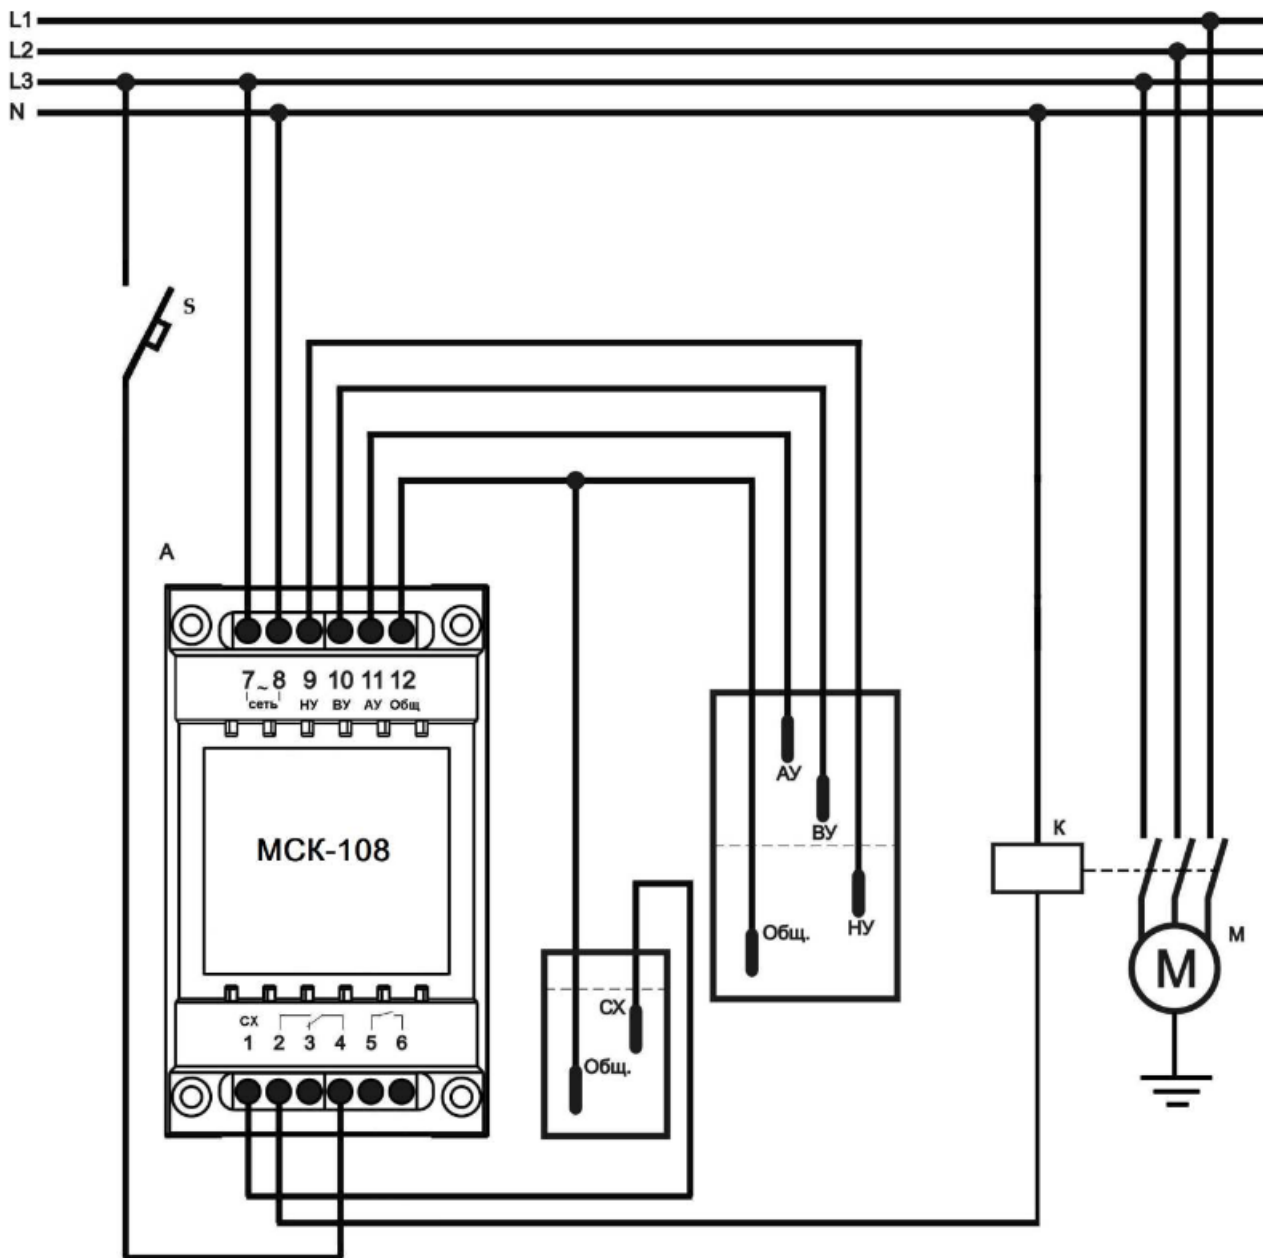 L1
L2
L3
N
S
A
7 ~ 8 9 10 11 12
сеть НУ ВУ АУ Общ
МСК-108
АУ
ВУ
К
НУ
Общ.
М
M
СХ
Общ.
СХ
1 2 3 4 5 6